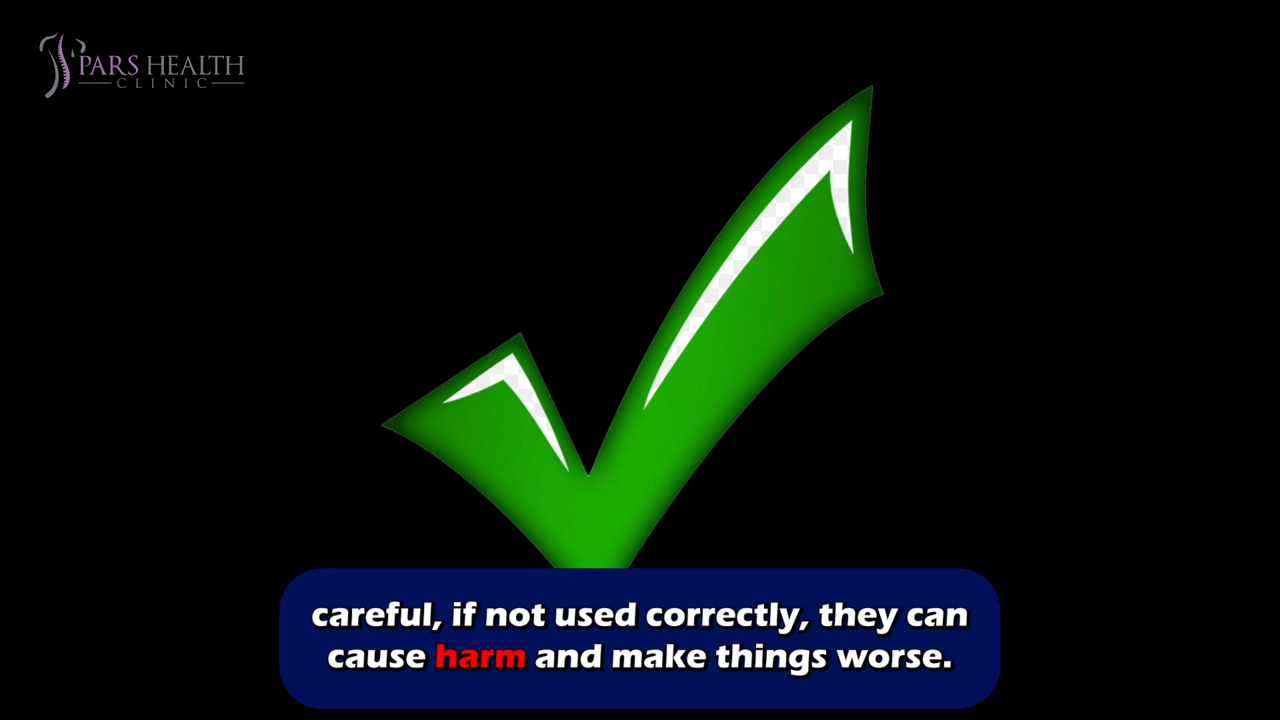 PARS HEALTH
CLINIC
careful, if not used correctly, they can
cause harm and make things worse.